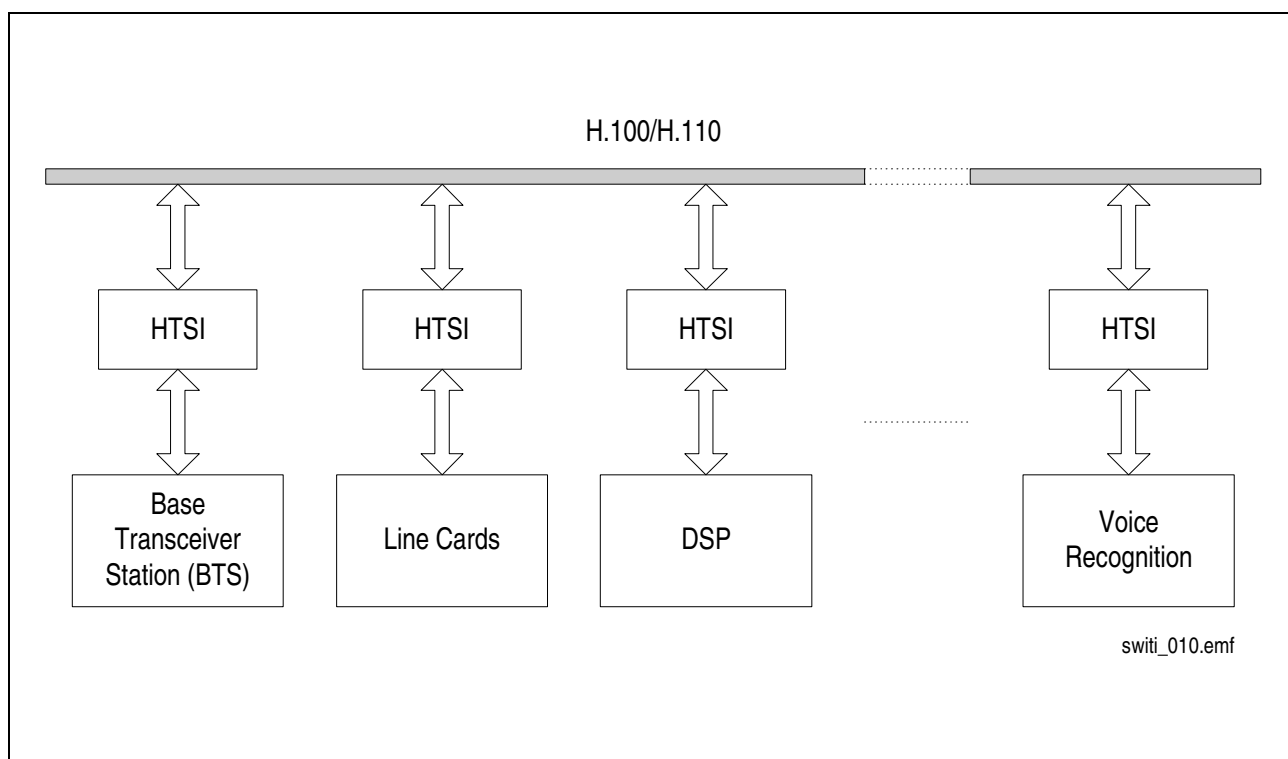 H.100/H.110
HTSI
HTSI
HTSI
HTSI
Base
Transceiver
Station (BTS)
Line Cards
DSP
Voice
Recognition
switi_010.emf